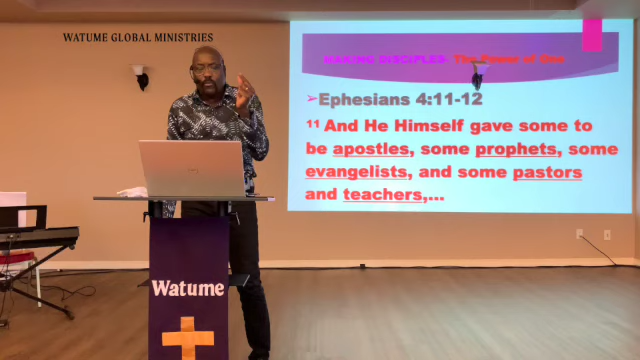 WATUME GLOBAL MINISTRIES
MAKING DISCIPLES- The Power of One
➢Ephesians 4:11-12
11 And He Himself gave some to
be apostles, some prophets, some
evangelists, and some pastors
and teachers,...
Watume